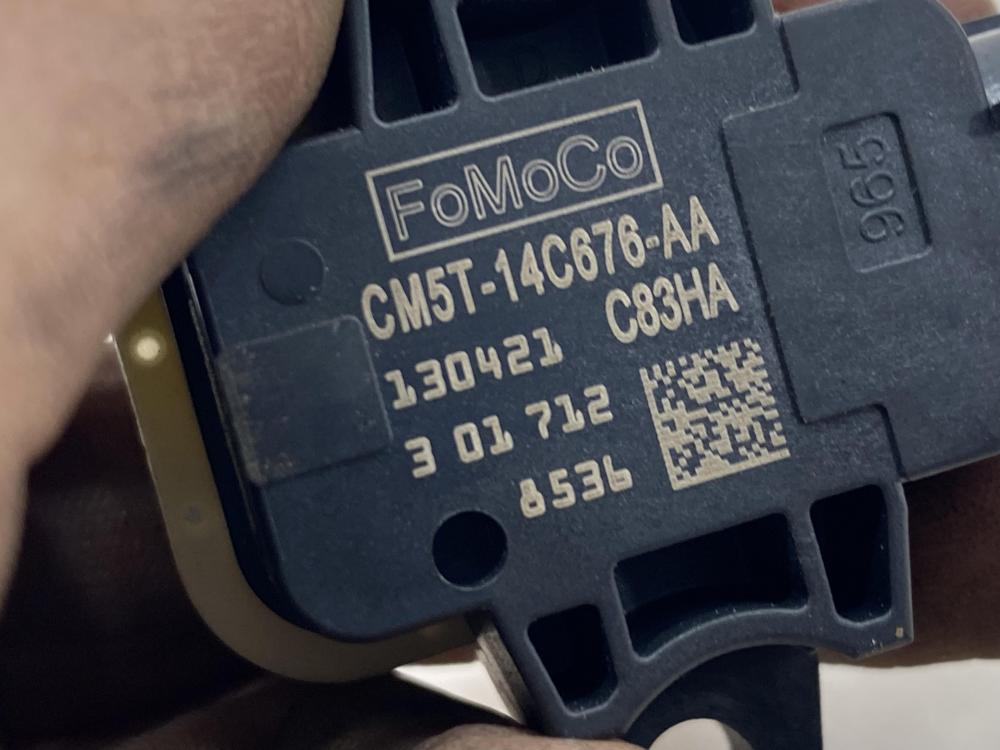 FoMoCo
CM5T-14C676-AA
C83HA
130421
3 01 712
8536
965